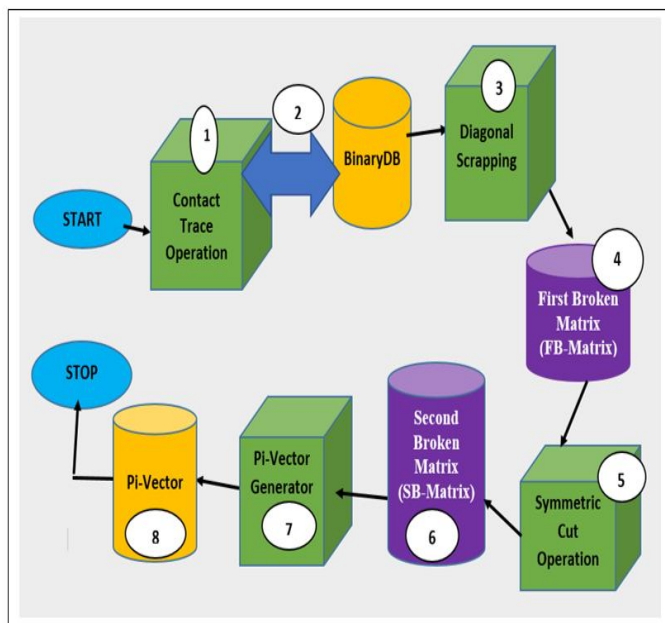 START
1
Contact
Trace
Operation
2
BinaryDB
3
Diagonal
Scrapping
4
First Broken
Matrix
(FB-Matrix)
5
Symmetric
Cut
Operation
Second
Broken
Matrix
(SB-Matrix)
6
Pi-Vector
Generator
7
Pi-Vector
8
STOP